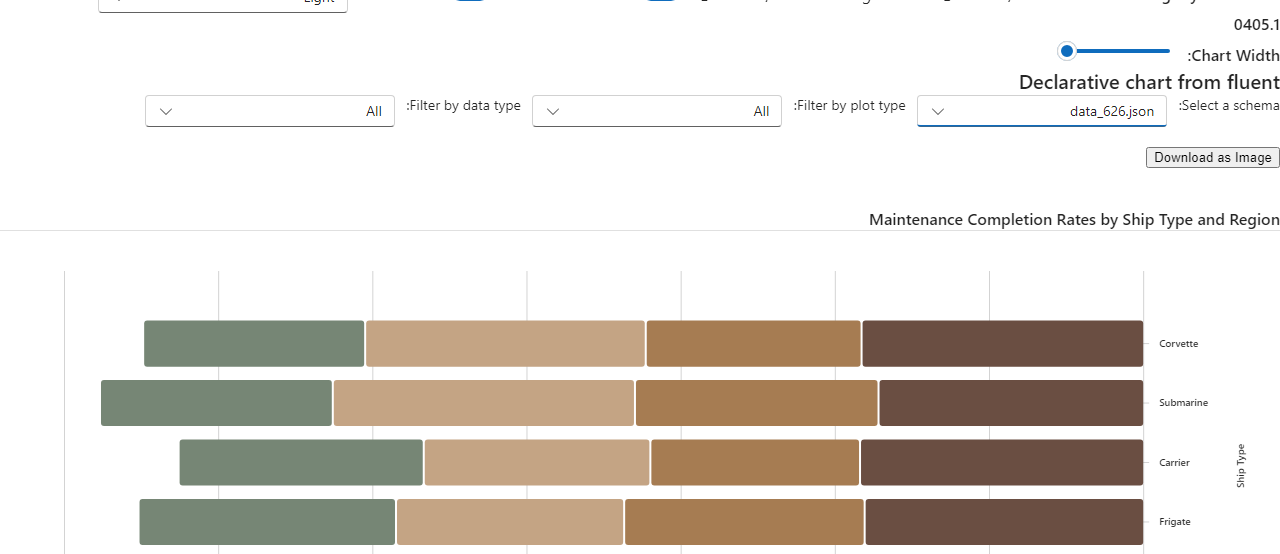 Light
0405.1
:Chart Width
Declarative chart from fluent
:Select a schema
data_626.json
:Filter by plot type
All
:Filter by data type
All
Download as Image
Maintenance Completion Rates by Ship Type and Region
Corvette
Submarine
Carrier
Frigate
Ship Type